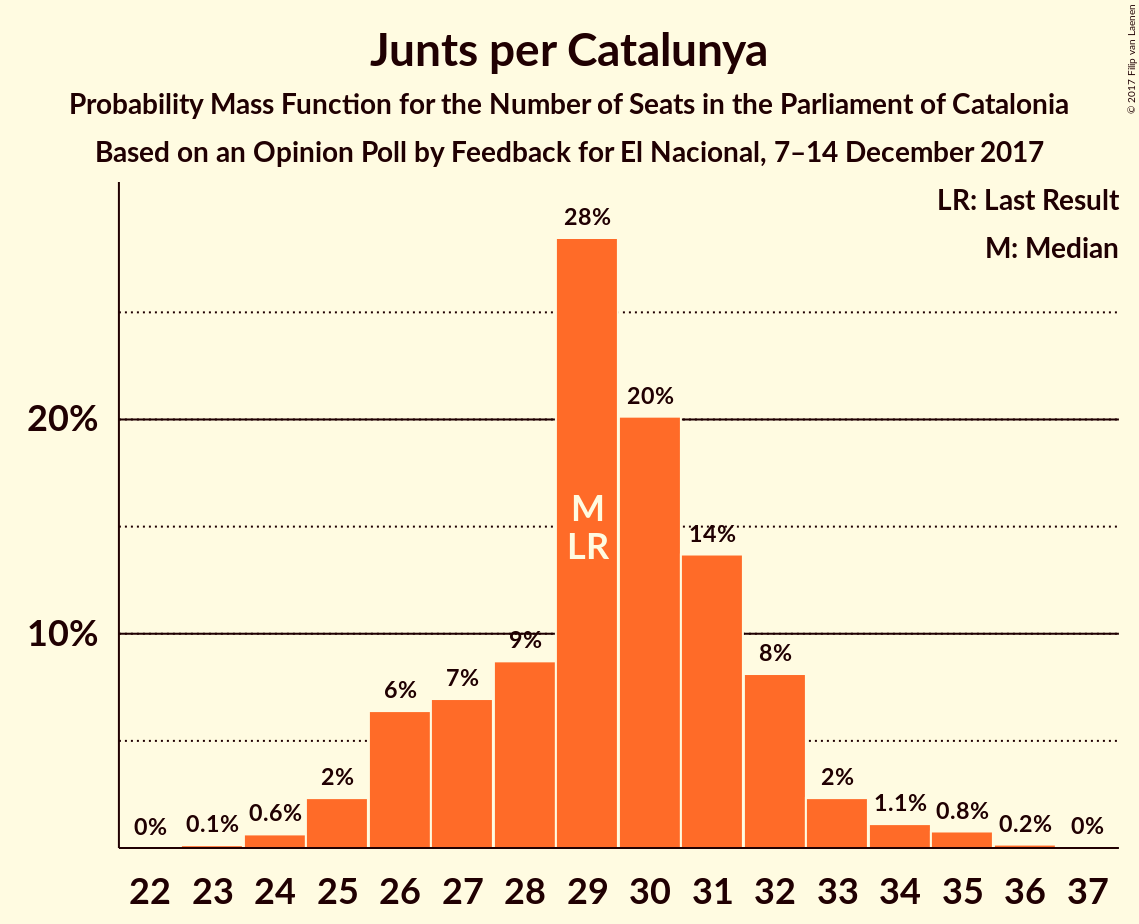 Junts per Catalunya
Probability Mass Function for the Number of Seats in the Parliament of Catalonia
Based on an Opinion Poll by Feedback for El Nacional, 7–14 December 2017
© 2017 Filip van Laenen
LR: Last Result
M: Median
20%
10%
0%
0.1%
0.6%
2%
6%
7%
9%
28%
20%
14%
8%
2%
1.1%
0.8%
0.2%
0%
M
LR
22 23 24 25 26 27 28 29 30 31 32 33 34 35 36 37